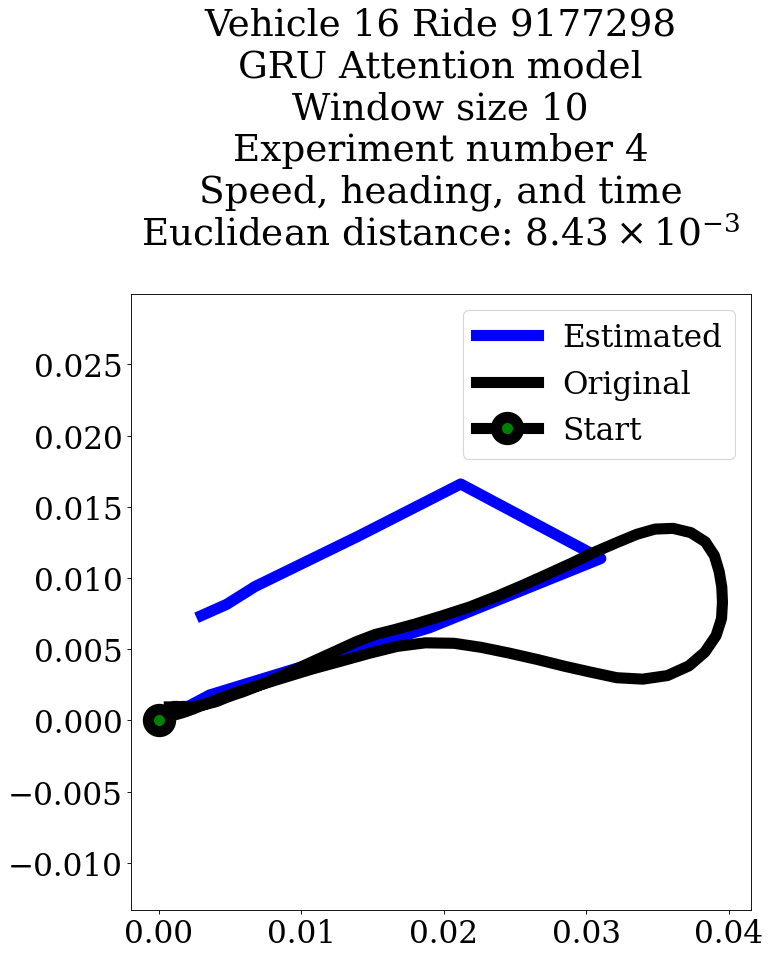 Vehicle 16 Ride 9177298
GRU Attention model
Window size 10
Experiment number 4
Speed, heading, and time
Euclidean distance: 8.43 × 10⁻³
Estimated
Original
Start
0.025
0.020
0.015
0.010
0.005
0.000
−0.005
−0.010
0.00 0.01 0.02 0.03 0.04